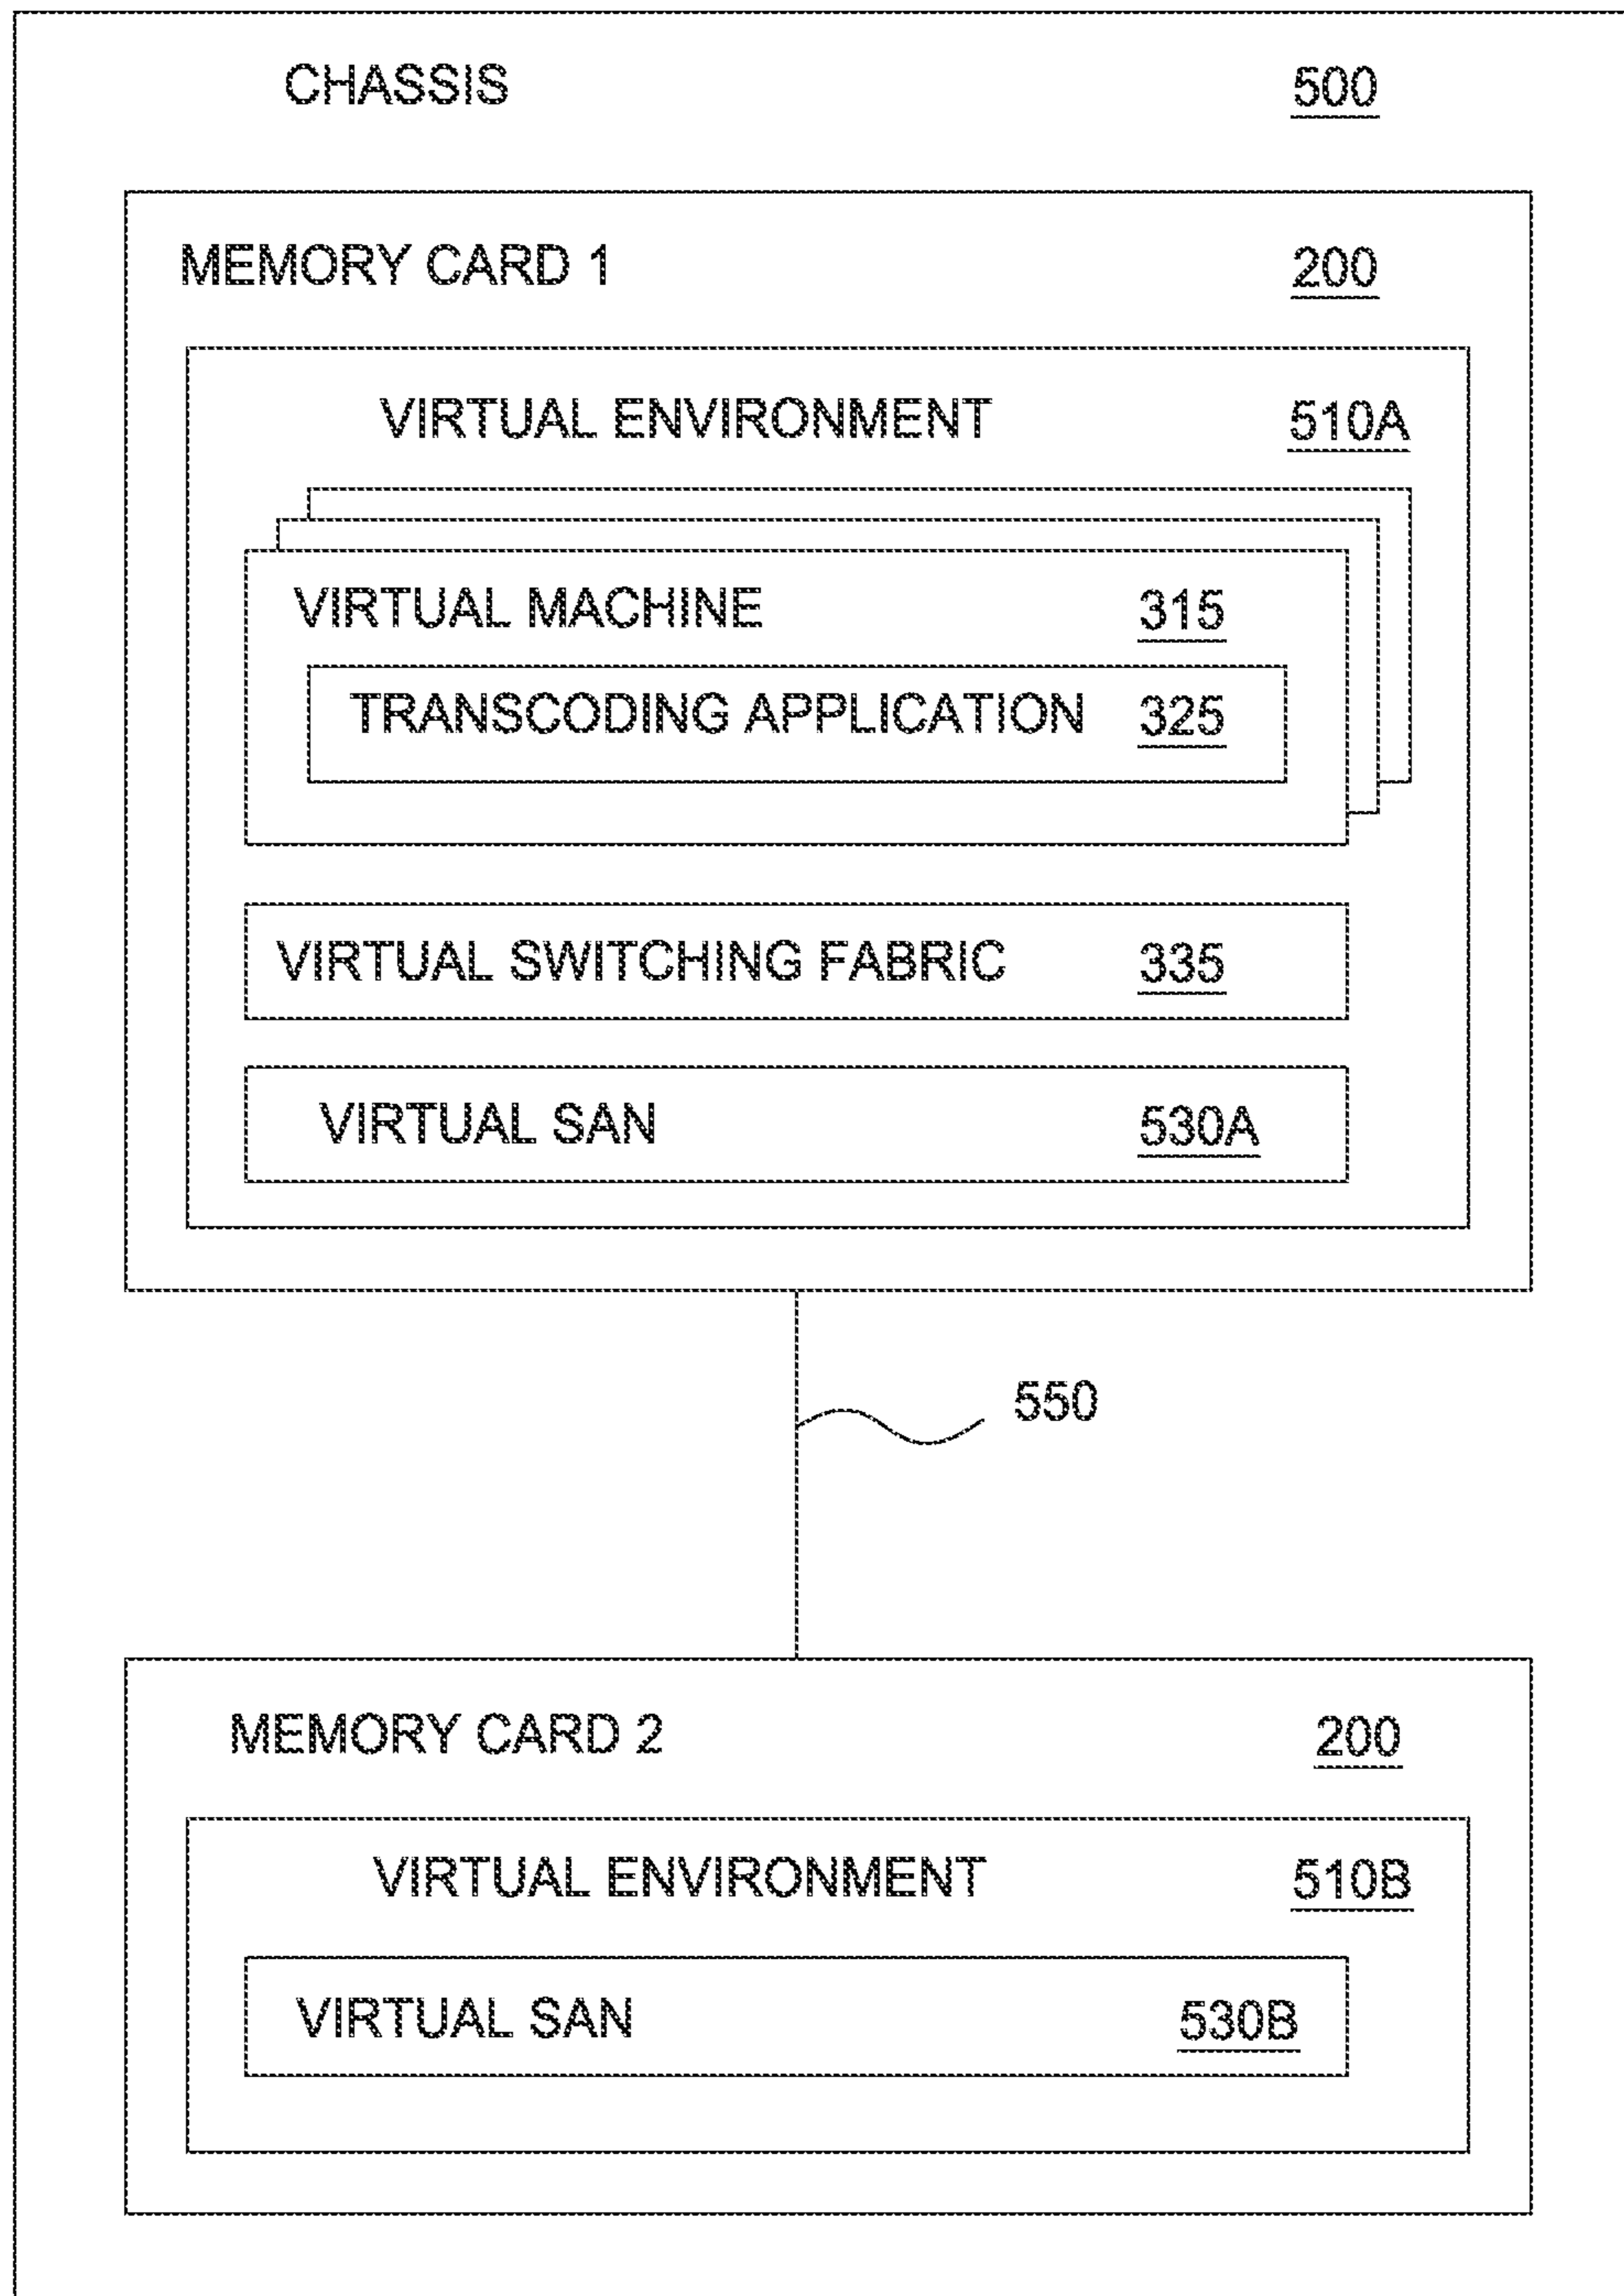 CHASSIS 500
MEMORY CARD 1 200
VIRTUAL ENVIRONMENT 510A
VIRTUAL MACHINE 315
TRANSCODING APPLICATION 325
VIRTUAL SWITCHING FABRIC 335
VIRTUAL SAN 530A
550
MEMORY CARD 2 200
VIRTUAL ENVIRONMENT 510B
VIRTUAL SAN 530B